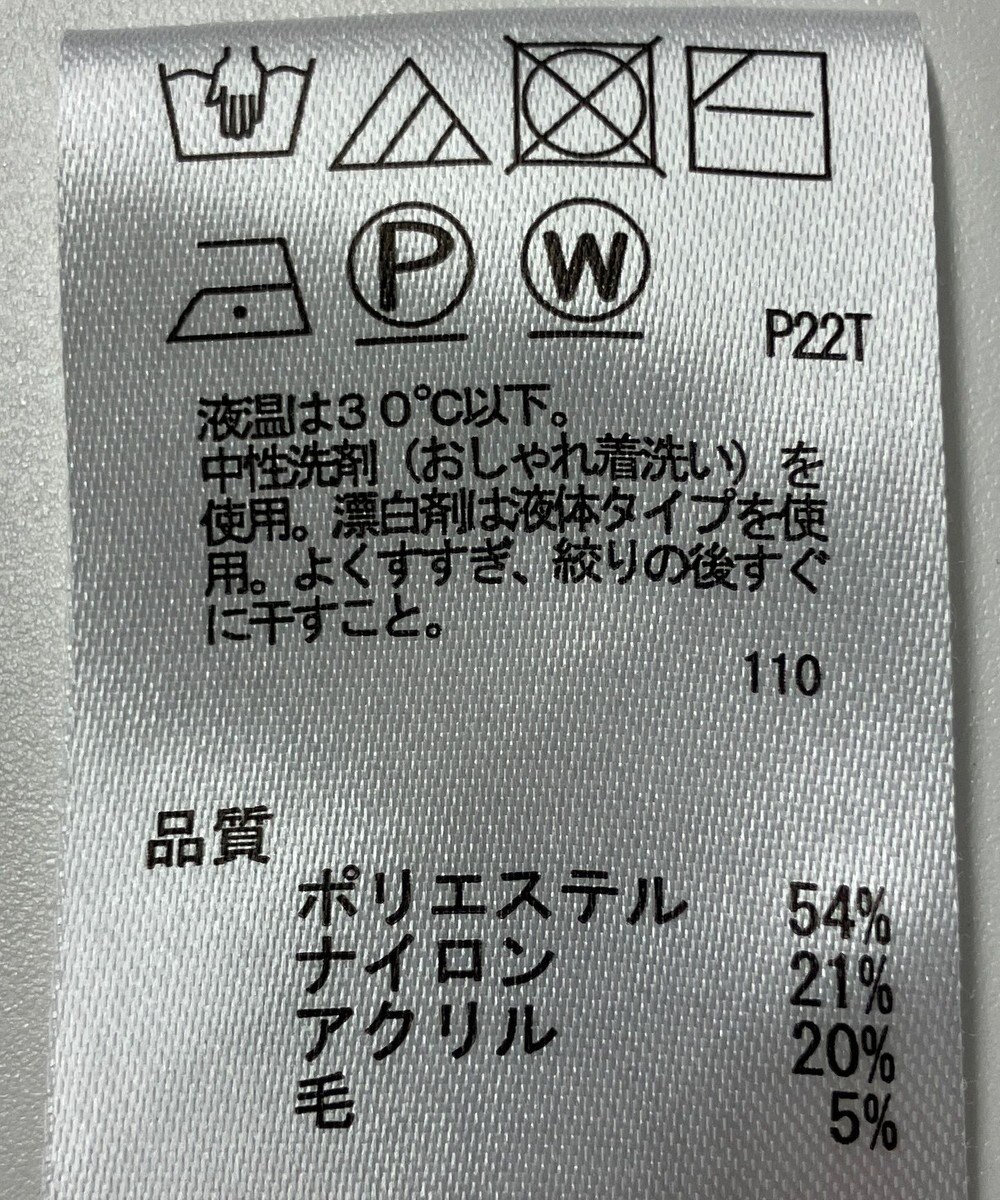 P W
P22T
液温は30℃以下。
中性洗剤（おしゃれ着洗い）を
使用。漂白剤は液体タイプを使
用。よくすすぎ、絞りの後すぐ
に干すこと。
110
品質
ポリエステル 54%
ナイロン 21%
アクリル 20%
毛 5%